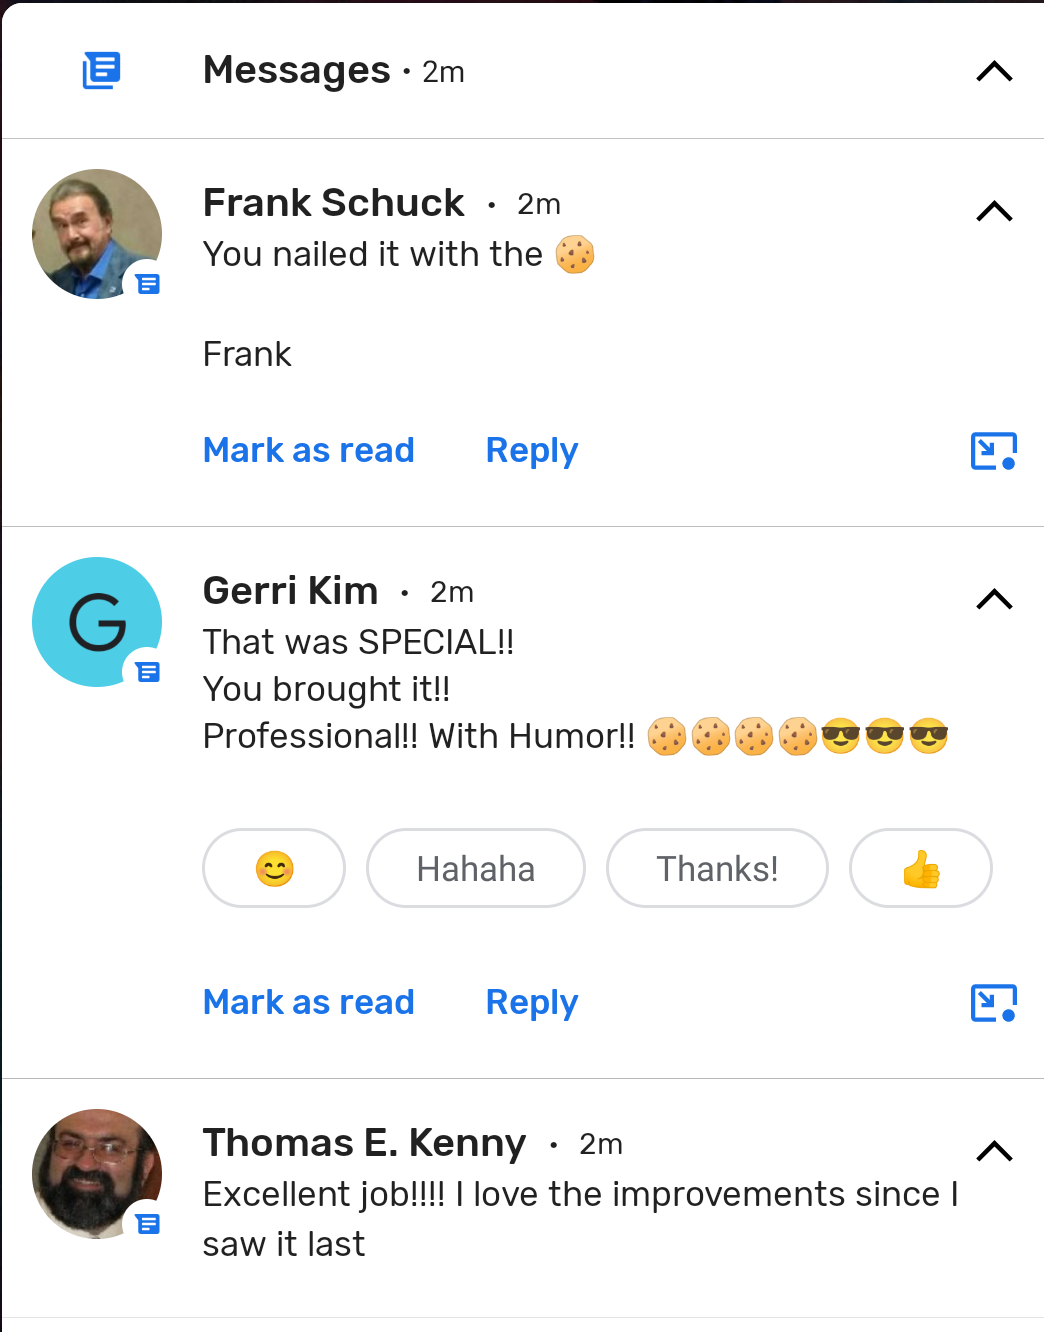 Messages · 2m
Frank Schuck · 2m
You nailed it with the 🍪
Frank
Mark as read Reply
G
Gerri Kim · 2m
That was SPECIAL!!
You brought it!!
Professional!! With Humor!! 🍪🍪🍪🍪😎😎😎
😊 Hahaha Thanks! 👍
Mark as read Reply
Thomas E. Kenny · 2m
Excellent job!!!! I love the improvements since I
saw it last